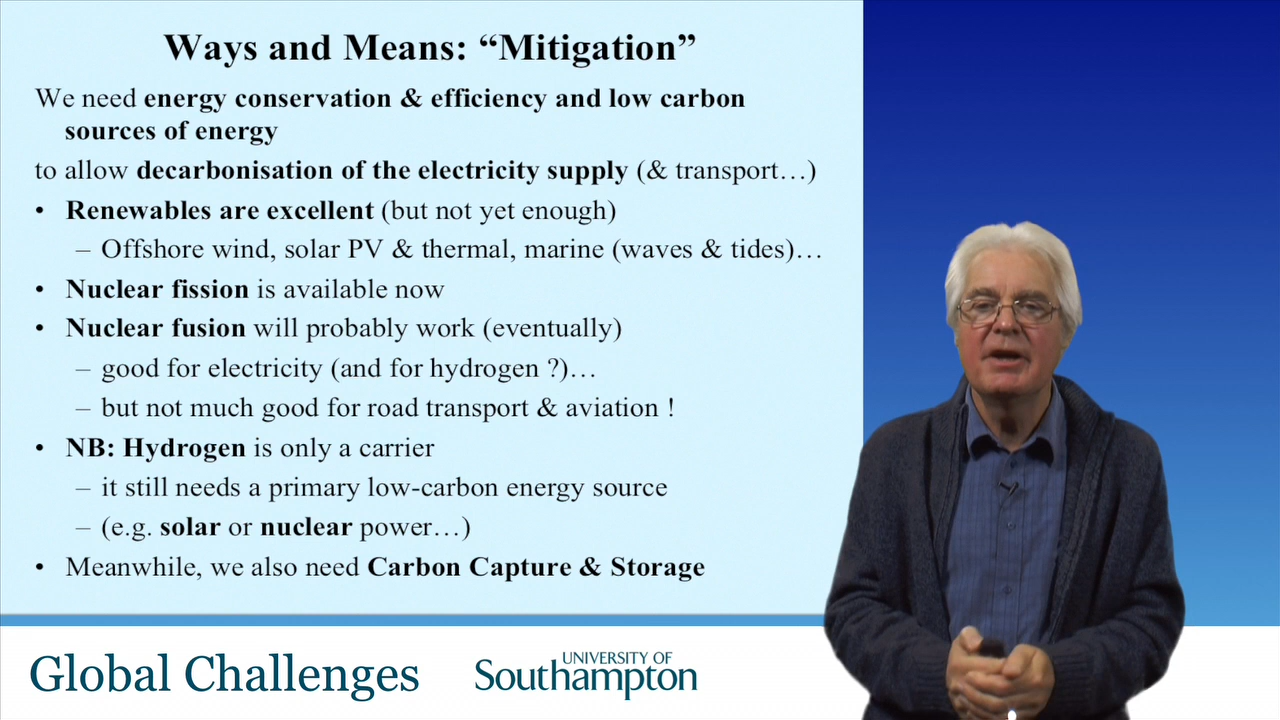 Ways and Means: “Mitigation”
We need energy conservation & efficiency and low carbon
sources of energy
to allow decarbonisation of the electricity supply (& transport…)
• Renewables are excellent (but not yet enough)
– Offshore wind, solar PV & thermal, marine (waves & tides)…
• Nuclear fission is available now
• Nuclear fusion will probably work (eventually)
– good for electricity (and for hydrogen ?)…
– but not much good for road transport & aviation !
• NB: Hydrogen is only a carrier
– it still needs a primary low-carbon energy source
– (e.g. solar or nuclear power…)
• Meanwhile, we also need Carbon Capture & Storage
Global Challenges
UNIVERSITY OF
Southampton